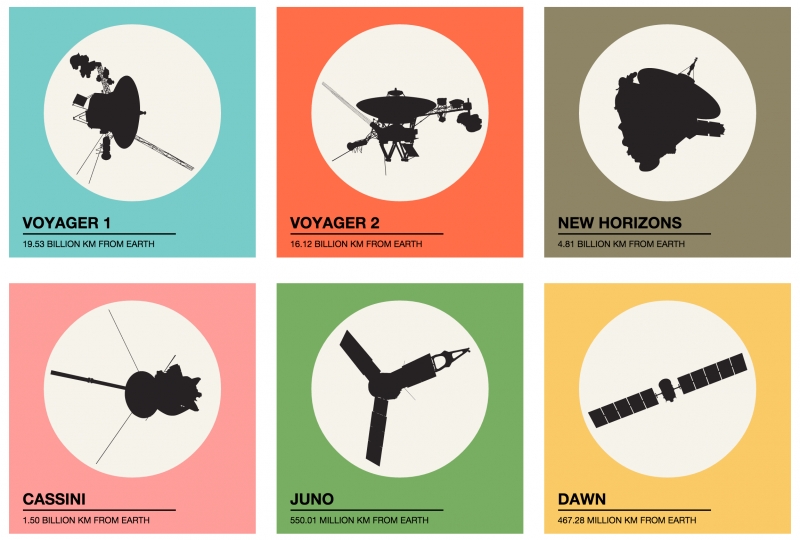 VOYAGER 1
19.53 BILLION KM FROM EARTH
VOYAGER 2
16.12 BILLION KM FROM EARTH
NEW HORIZONS
4.81 BILLION KM FROM EARTH
CASSINI
1.50 BILLION KM FROM EARTH
JUNO
550.01 MILLION KM FROM EARTH
DAWN
467.28 MILLION KM FROM EARTH